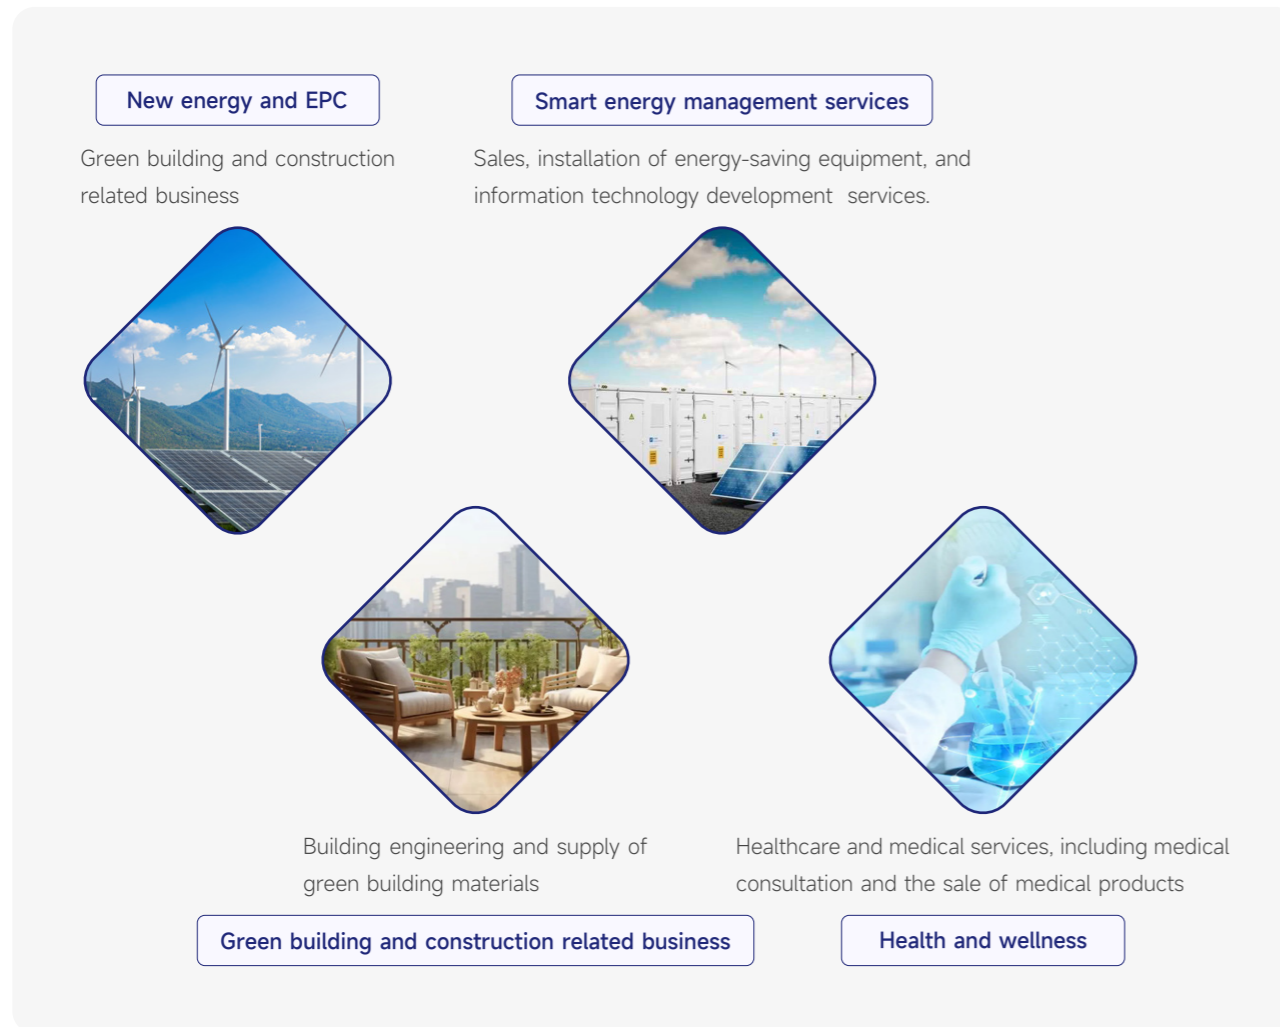 New energy and EPC
Green building and construction
related business
Smart energy management services
Sales, installation of energy-saving equipment, and
information technology development  services.
Building engineering and supply of
green building materials
Green building and construction related business
Healthcare and medical services, including medical
consultation and the sale of medical products
Health and wellness